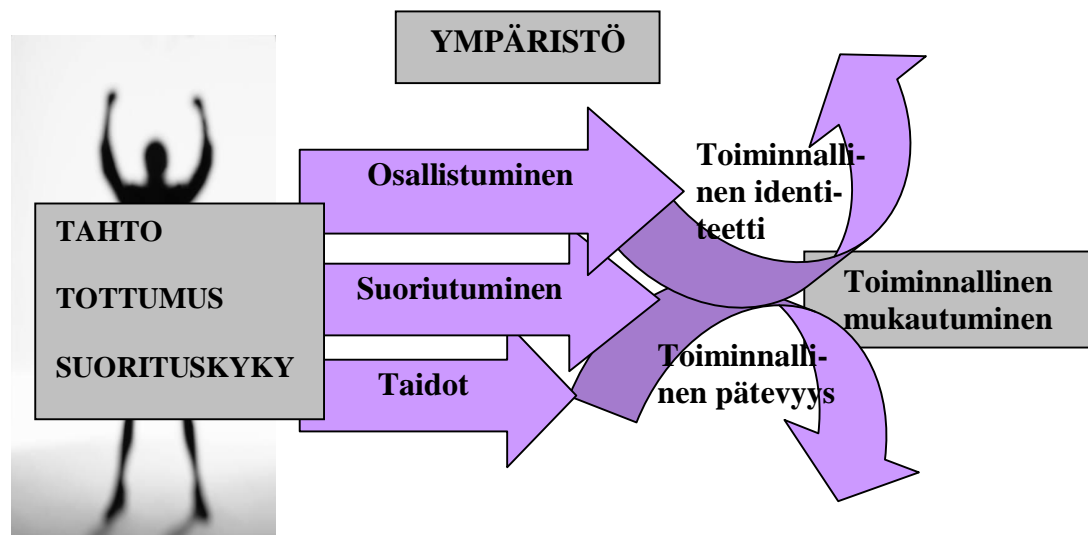 YMPÄRISTÖ
TAHTO
TOTTUMUS
SUORITUSKYKY
Osallistuminen
Suoriutuminen
Taidot
Toiminnalli-
nen identi-
teetti
Toiminnalli-
nen pätevyys
Toiminnallinen
mukautuminen